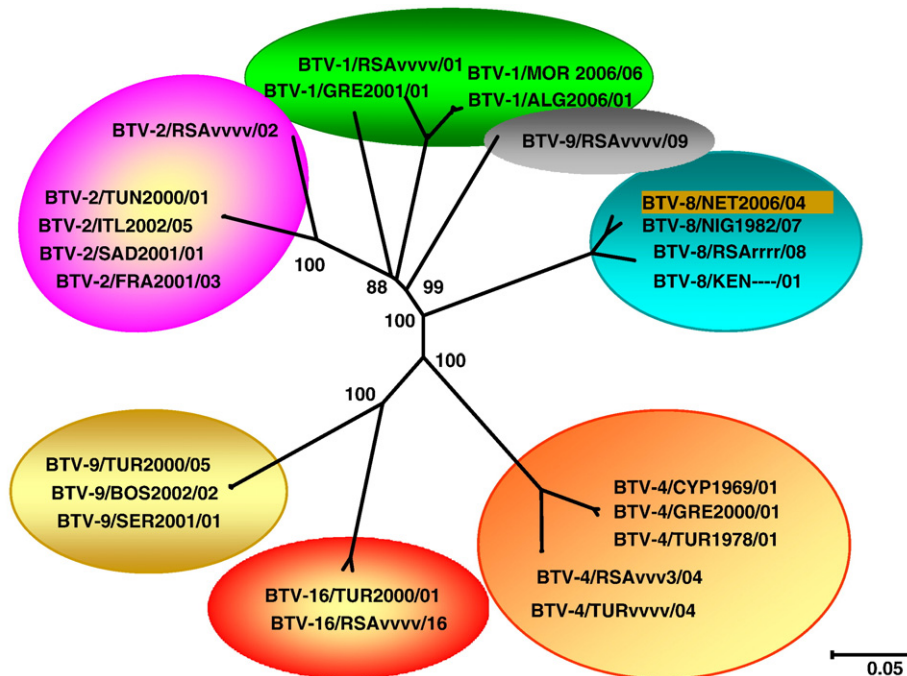 BTV-1/RSAvvvv/01
BTV-1/MOR 2006/06
BTV-1/GRE2001/01
BTV-1/ALG2006/01
BTV-2/RSAvvvv/02
BTV-9/RSAvvvv/09
BTV-2/TUN2000/01
BTV-2/ITL2002/05
BTV-2/SAD2001/01
BTV-2/FRA2001/03
BTV-8/NET2006/04
BTV-8/NIG1982/07
BTV-8/RSArrrr/08
BTV-8/KEN----/01
100
88
99
100
100
100
BTV-9/TUR2000/05
BTV-9/BOS2002/02
BTV-9/SER2001/01
BTV-4/CYP1969/01
BTV-4/GRE2000/01
BTV-4/TUR1978/01
BTV-4/RSAvvv3/04
BTV-4/TURvvvv/04
BTV-16/TUR2000/01
BTV-16/RSAvvvv/16
0.05